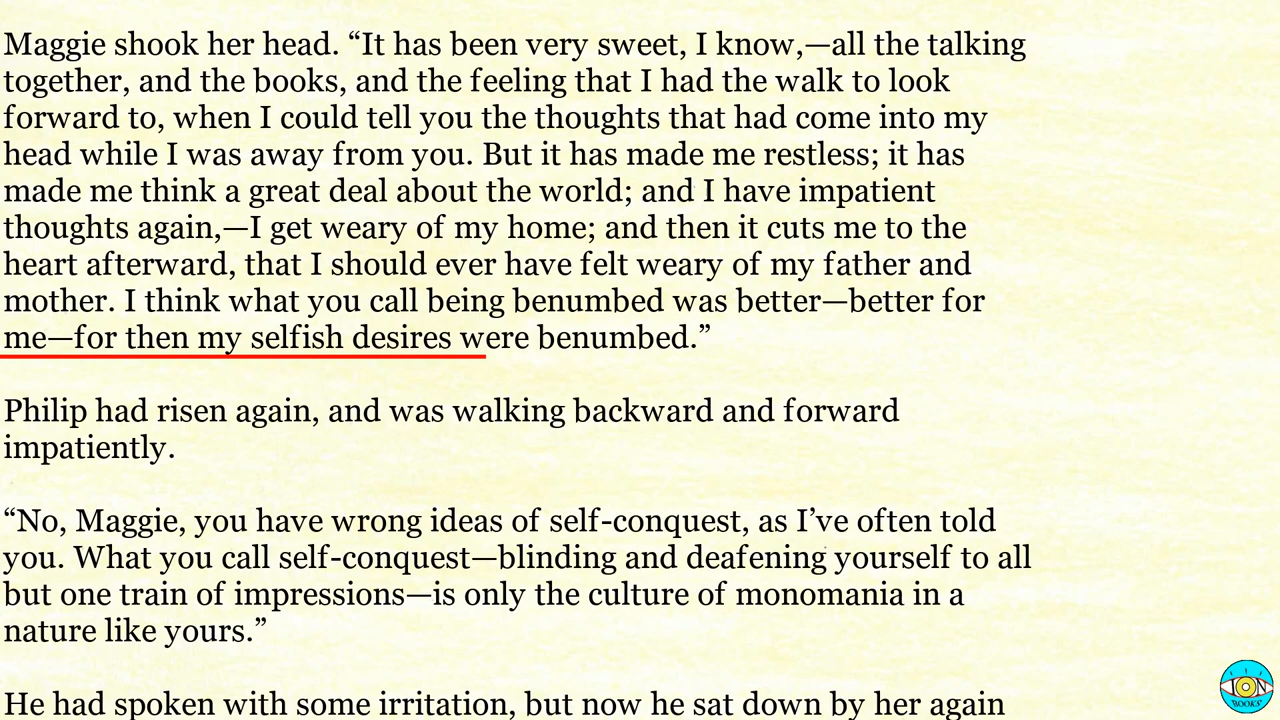 Maggie shook her head. “It has been very sweet, I know,—all the talking
together, and the books, and the feeling that I had the walk to look
forward to, when I could tell you the thoughts that had come into my
head while I was away from you. But it has made me restless; it has
made me think a great deal about the world; and I have impatient
thoughts again,—I get weary of my home; and then it cuts me to the
heart afterward, that I should ever have felt weary of my father and
mother. I think what you call being benumbed was better—better for
me—for then my selfish desires were benumbed.”
Philip had risen again, and was walking backward and forward
impatiently.
“No, Maggie, you have wrong ideas of self-conquest, as I’ve often told
you. What you call self-conquest—blinding and deafening yourself to all
but one train of impressions—is only the culture of monomania in a
nature like yours.”
He had spoken with some irritation, but now he sat down by her again
ION
BOOKS